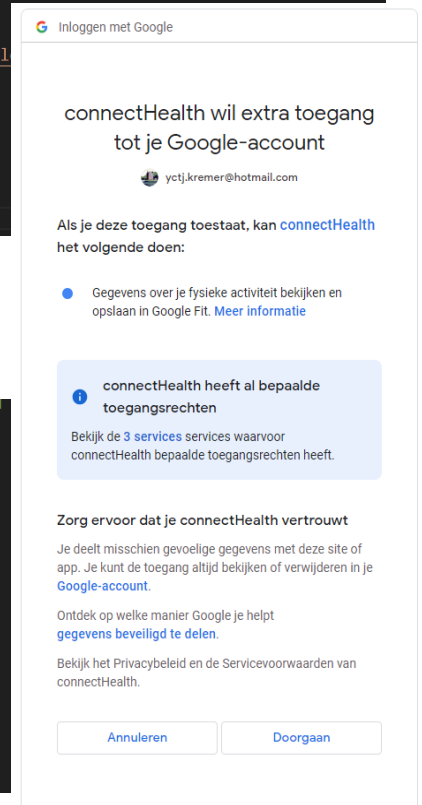 Inloggen met Google
connectHealth wil extra toegang
tot je Google-account
yctj.kremer@hotmail.com
Als je deze toegang toestaat, kan connectHealth
het volgende doen:
Gegevens over je fysieke activiteit bekijken en
opslaan in Google Fit. Meer informatie
connectHealth heeft al bepaalde
toegangsrechten
Bekijk de 3 services services waarvoor
connectHealth bepaalde toegangsrechten heeft.
Zorg ervoor dat je connectHealth vertrouwt
Je deelt misschien gevoelige gegevens met deze site of
app. Je kunt de toegang altijd bekijken of verwijderen in je
Google-account.
Ontdek op welke manier Google je helpt
gegevens beveiligd te delen.
Bekijk het Privacybeleid en de Servicevoorwaarden van
connectHealth.
Annuleren
Doorgaan